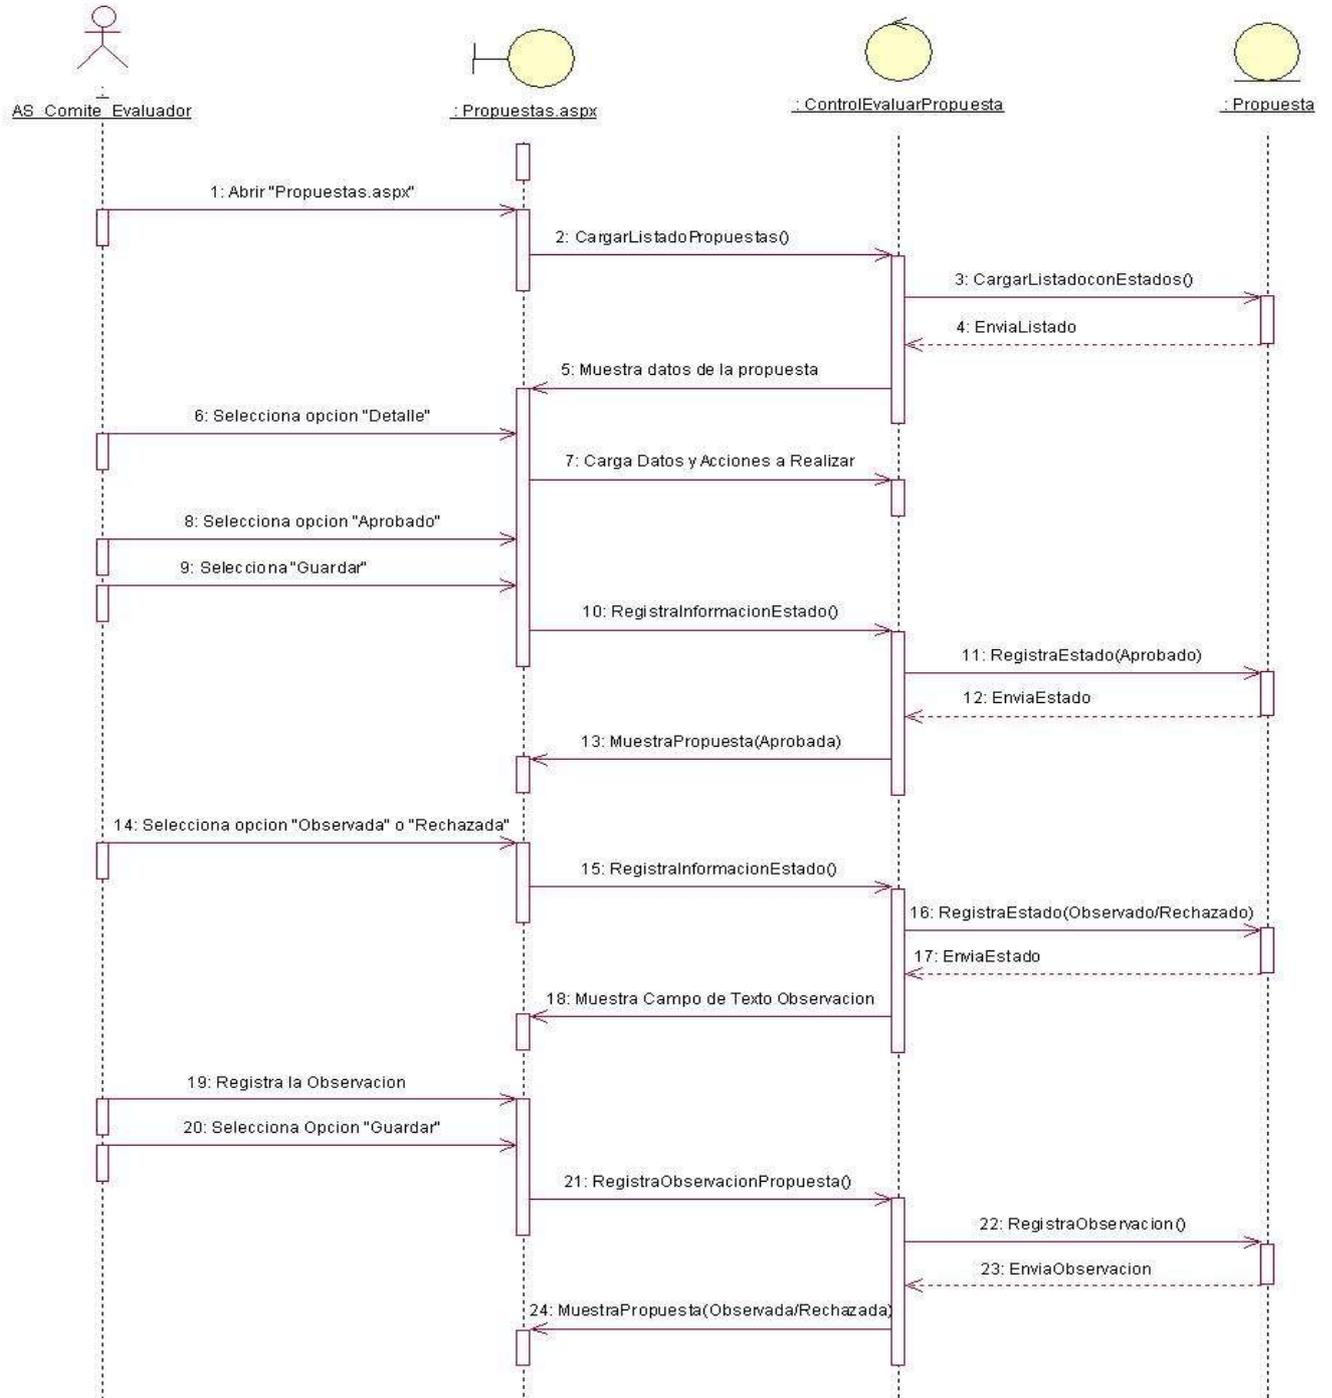 :
AS_Comite_Evaluador
: Propuestas.aspx
: ControlEvaluarPropuesta
: Propuesta
1: Abrir "Propuestas.aspx"
2: CargarListadoPropuestas()
3: CargarListadoconEstados()
4: EnviaListado
5: Muestra datos de la propuesta
6: Selecciona opcion "Detalle"
7: Carga Datos y Acciones a Realizar
8: Selecciona opcion "Aprobado"
9: Selecciona "Guardar"
10: RegistraInformacionEstado()
11: RegistraEstado(Aprobado)
12: EnviaEstado
13: MuestraPropuesta(Aprobada)
14: Selecciona opcion "Observada" o "Rechazada"
15: RegistraInformacionEstado()
16: RegistraEstado(Observado/Rechazado)
17: EnviaEstado
18: Muestra Campo de Texto Observacion
19: Registra la Observacion
20: Selecciona Opcion "Guardar"
21: RegistraObservacionPropuesta()
22: RegistraObservacion()
23: EnviaObservacion
24: MuestraPropuesta(Observada/Rechazada)